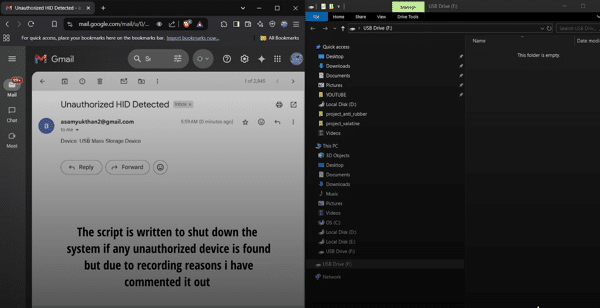 Unauthorized HID Detected
mail.google.com/mail/u/0/...
For quick access, place your bookmarks here on the bookmarks bar. Import bookmarks now...
All Bookmarks
Gmail
99+
Mail
Chat
Meet
1 of 2,945
Unauthorized HID Detected
Inbox x
asamyukthan2@gmail.com
5:59 AM (0 minutes ago)
to me
Device: USB Mass Storage Device
Reply
Forward
The script is written to shut down the
system if any unauthorized device is found
but due to recording reasons i have
commented it out
Manage
USB Drive (F:)
File
Home
Share
View
Drive Tools
USB Drive (F:)
Search USB Driv
Quick access
Desktop
Downloads
Documents
Pictures
YOUTUBE
Local Disk (D:)
project_anti_rubber
project_valaline
Videos
This PC
3D Objects
Desktop
Documents
Downloads
Music
Pictures
Videos
OS (C:)
Local Disk (D:)
Local Disk (E:)
USB Drive (F:)
USB Drive (F:)
Network
Name
Date modi
This folder is empty.